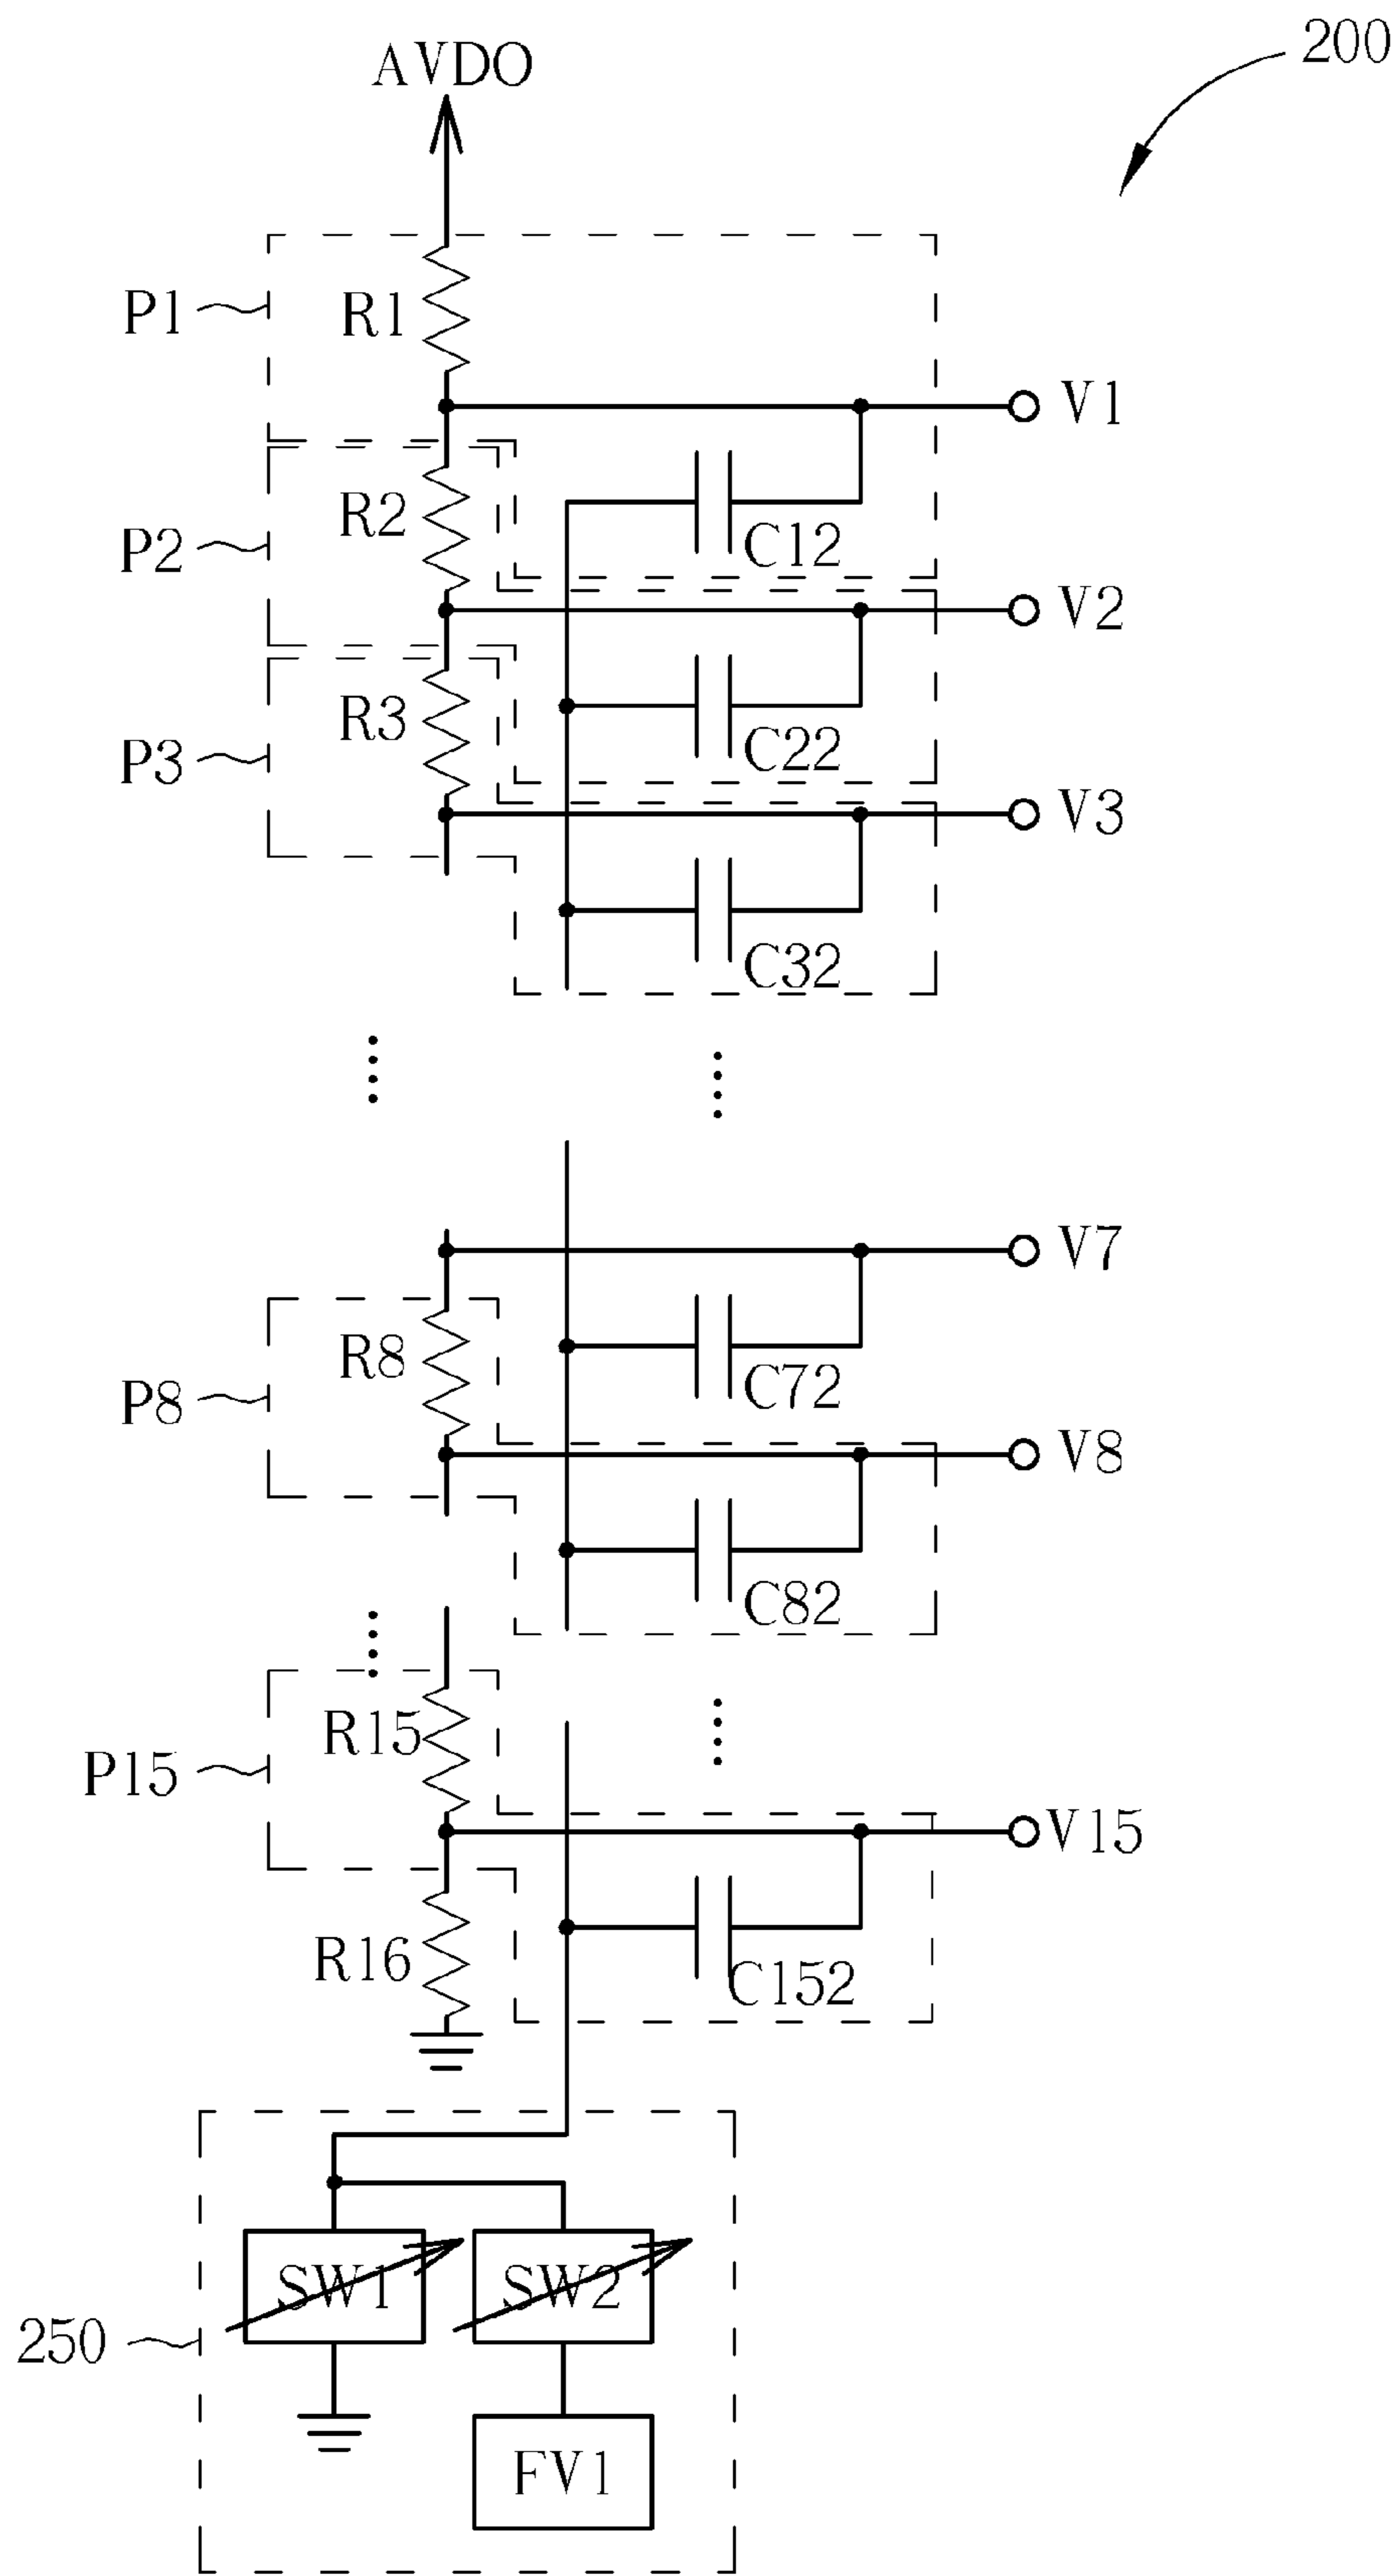 200
AVDO
P1
R1
V1
R2
C12
P2
V2
R3
C22
P3
V3
C32
V7
R8
C72
P8
V8
C82
R15
P15
V15
R16
C152
SW1
SW2
250
FV1